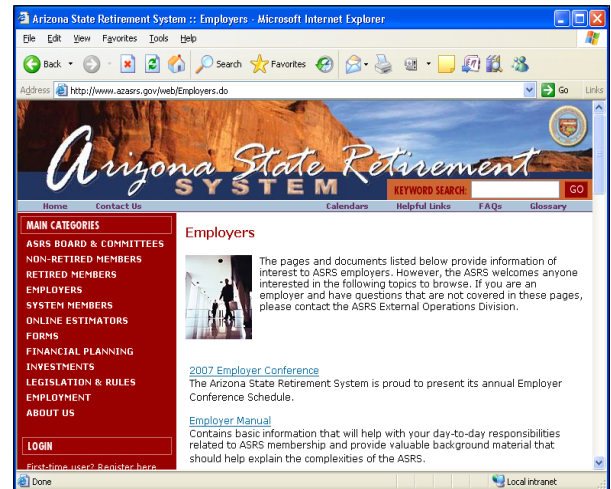 Arizona State Retirement System :: Employers - Microsoft Internet Explorer
File Edit View Favorites Tools Help
Back Search Favorites
Address http://www.azasrs.gov/web/Employers.do Go Links
Arizona State Retirement
SYSTEM
KEYWORD SEARCH: GO
Home Contact Us Calendars Helpful Links FAQs Glossary
MAIN CATEGORIES
ASRS BOARD & COMMITTEES
NON-RETIRED MEMBERS
RETIRED MEMBERS
EMPLOYERS
SYSTEM MEMBERS
ONLINE ESTIMATORS
FORMS
FINANCIAL PLANNING
INVESTMENTS
LEGISLATION & RULES
EMPLOYMENT
ABOUT US
LOGIN
First-time user? Register here
Employers
The pages and documents listed below provide information of
interest to ASRS employers. However, the ASRS welcomes anyone
interested in the following topics to browse. If you are an
employer and have questions that are not covered in these pages,
please contact the ASRS External Operations Division.
2007 Employer Conference
The Arizona State Retirement System is proud to present its annual Employer
Conference Schedule.
Employer Manual
Contains basic information that will help with your day-to-day responsibilities
related to ASRS membership and provide valuable background material that
should help explain the complexities of the ASRS.
Done Local intranet